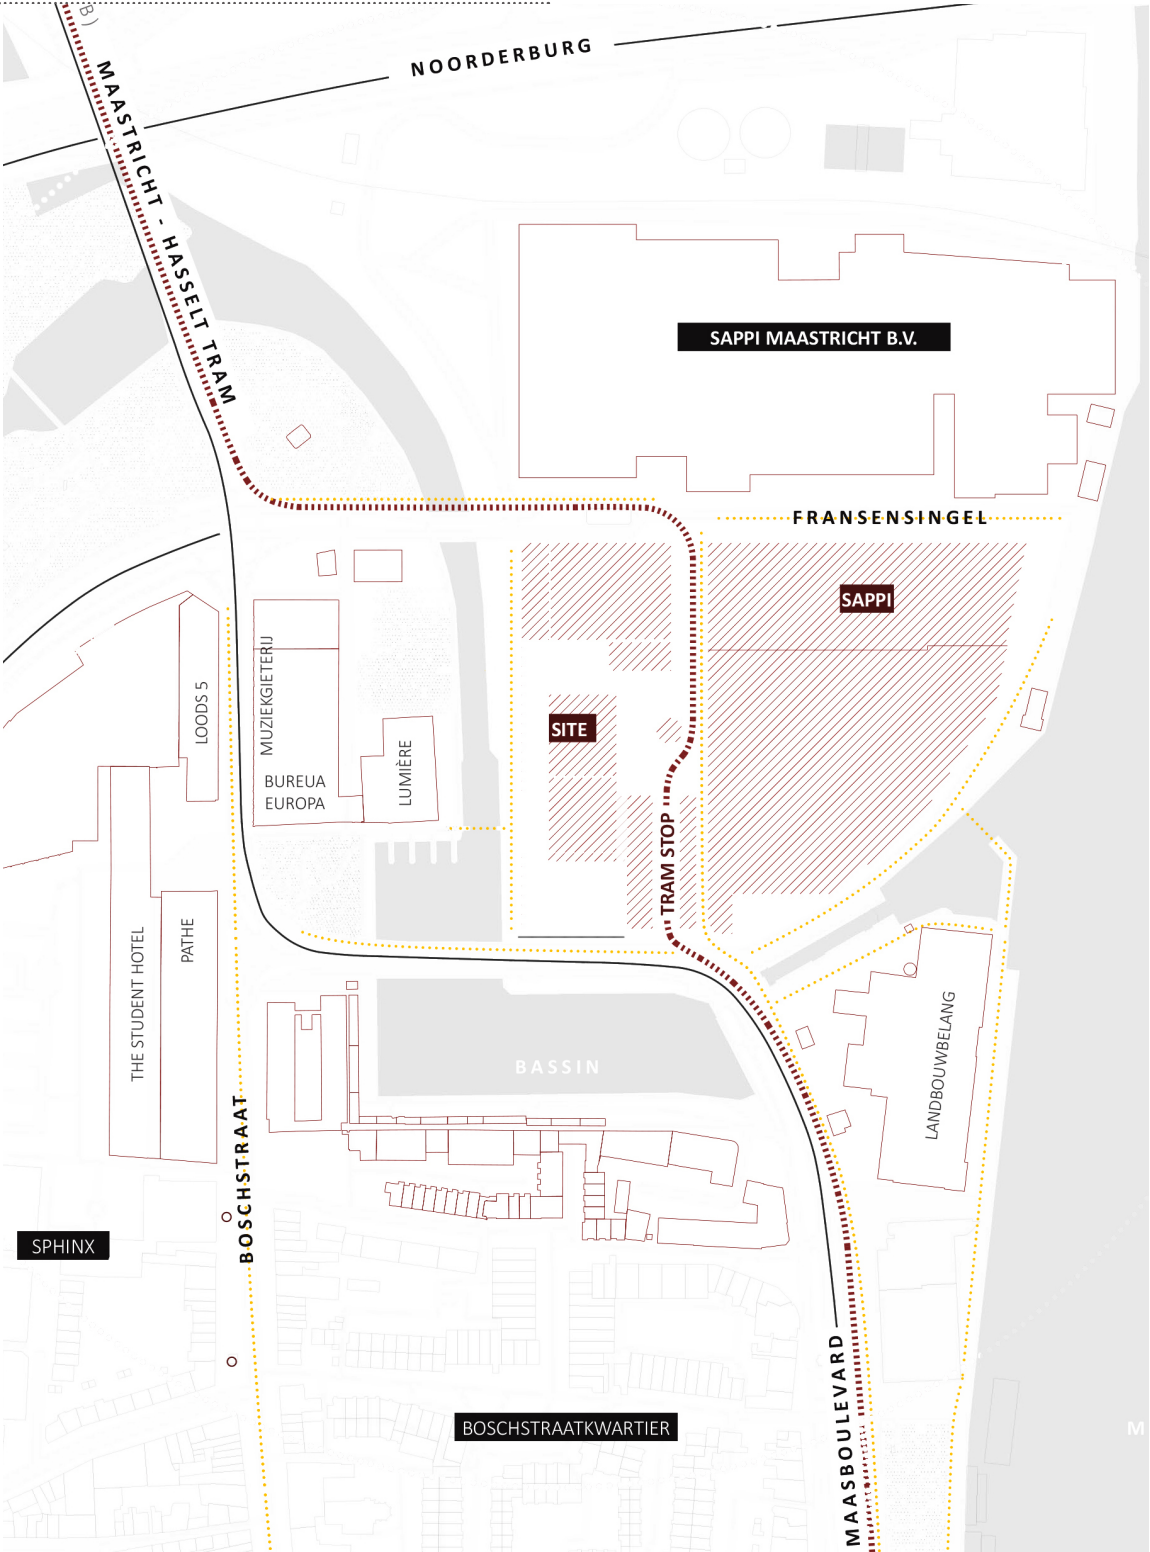 B)
NOORDERBURG
MAASTRICHT - HASSELT TRAM
SAPPI MAASTRICHT B.V.
FRANSENSINGEL
SAPPI
SITE
LOODS 5
MUZIEKGIETERIJ
BUREUA
EUROPA
LUMIÈRE
TRAM STOP
THE STUDENT HOTEL
PATHE
LANDBOUWBELANG
BASSIN
BOSCHSTRAAT
SPHINX
BOSCHSTRAATKWARTIER
MAASBOULEVARD
M